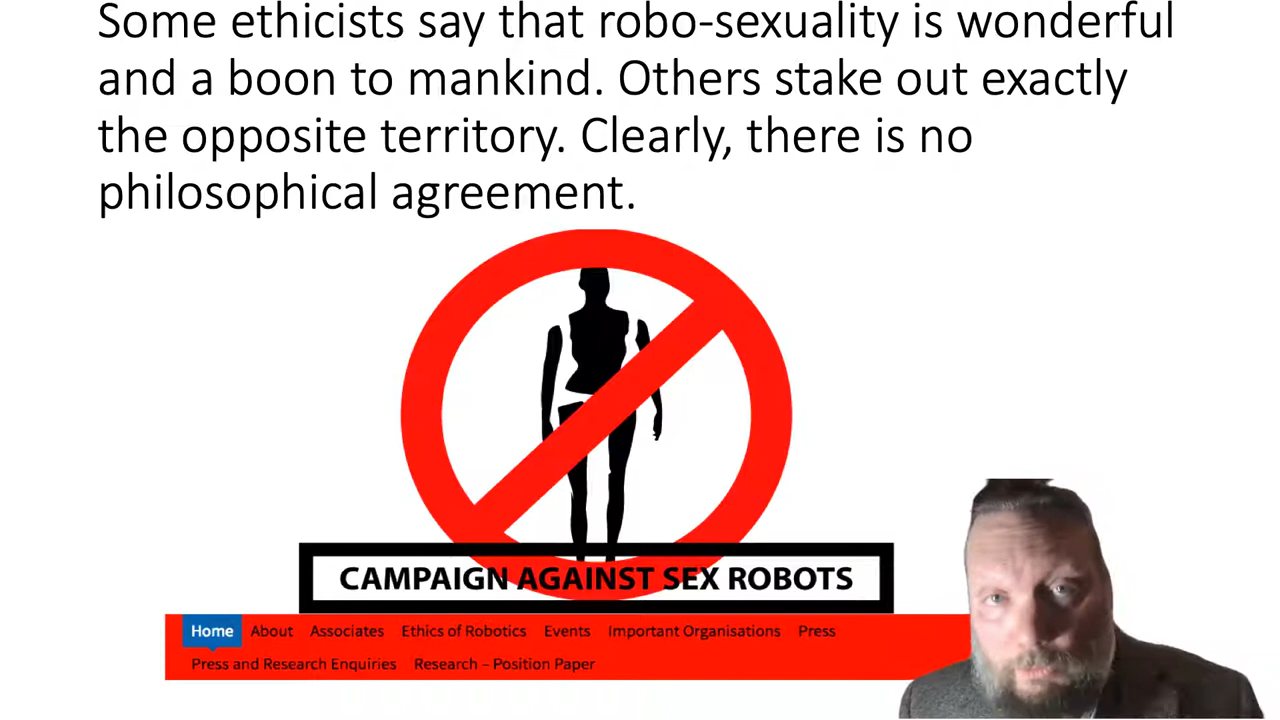 Some ethicists say that robo-sexuality is wonderful
and a boon to mankind. Others stake out exactly
the opposite territory. Clearly, there is no
philosophical agreement.
CAMPAIGN AGAINST SEX ROBOTS
Home About Associates Ethics of Robotics Events Important Organisations Press
Press and Research Enquiries Research – Position Paper